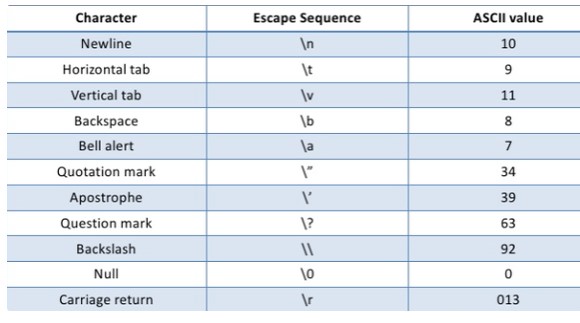 Character Escape Sequence ASCII value
Newline \n 10
Horizontal tab \t 9
Vertical tab \v 11
Backspace \b 8
Bell alert \a 7
Quotation mark \” 34
Apostrophe \’ 39
Question mark \? 63
Backslash \\ 92
Null \0 0
Carriage return \r 013